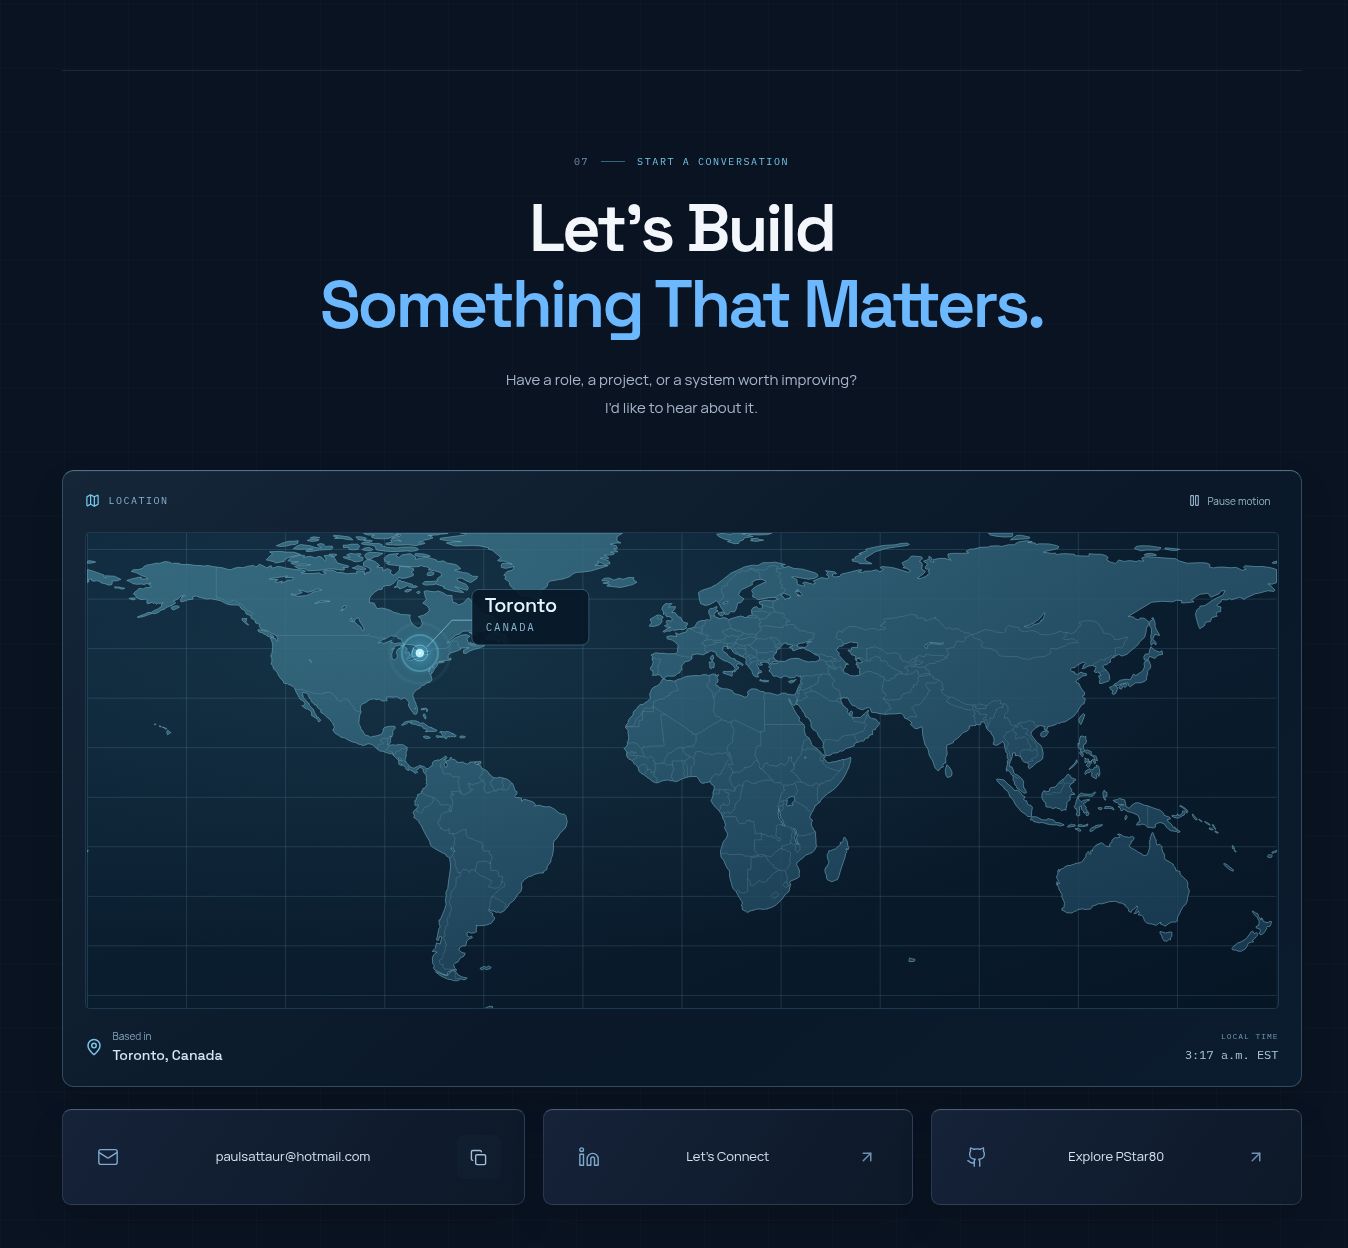 07 START A CONVERSATION
Let’s Build
Something That Matters.
Have a role, a project, or a system worth improving?
I'd like to hear about it.
LOCATION
Pause motion
Toronto
CANADA
Based in
Toronto, Canada
LOCAL TIME
3:17 a.m. EST
paulsattaur@hotmail.com
Let's Connect
Explore PStar80